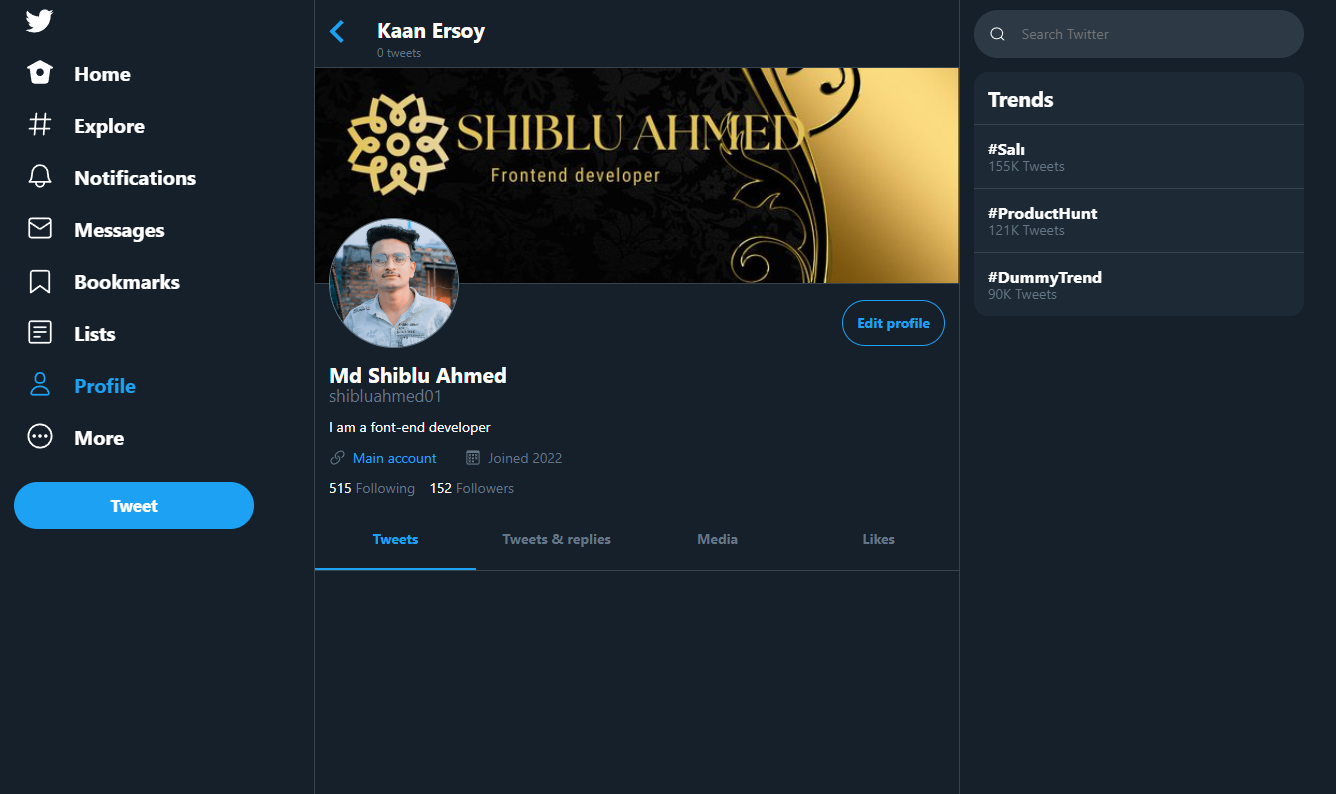 Home
Explore
Notifications
Messages
Bookmarks
Lists
Profile
More
Tweet
Kaan Ersoy
0 tweets
SHIBLU AHMED
Frontend developer
Edit profile
Md Shiblu Ahmed
shibluahmed01
I am a font-end developer
Main account Joined 2022
515 Following 152 Followers
Tweets Tweets & replies Media Likes
Search Twitter
Trends
#Salı
155K Tweets
#ProductHunt
121K Tweets
#DummyTrend
90K Tweets